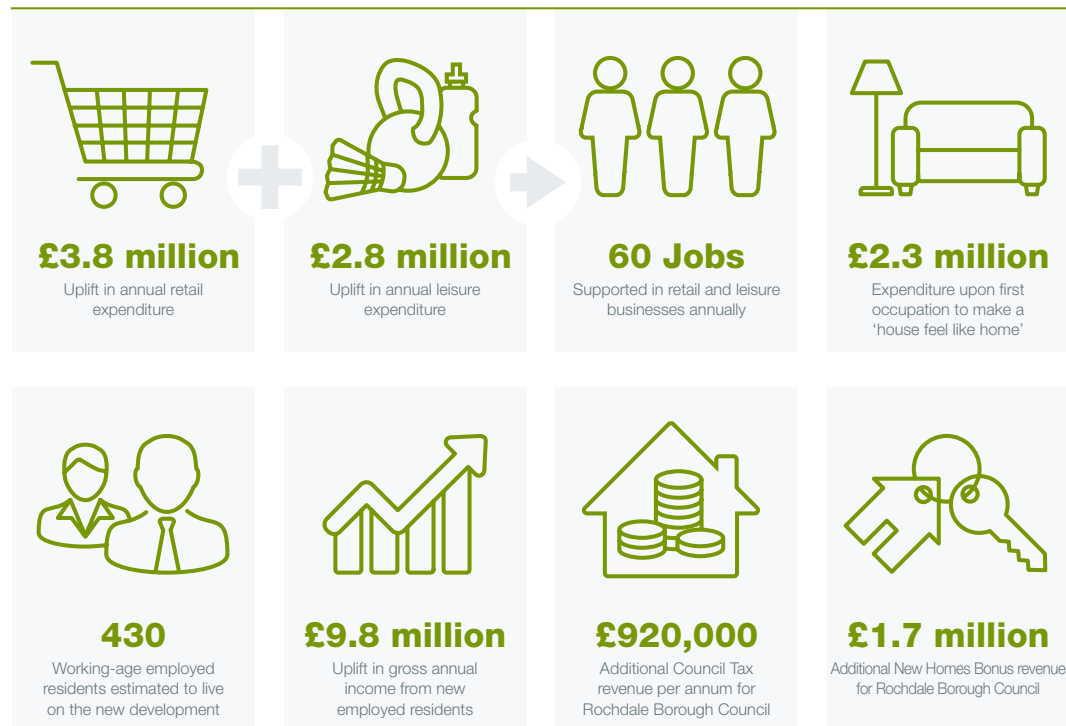 £3.8 million
Uplift in annual retail
expenditure
£2.8 million
Uplift in annual leisure
expenditure
60 Jobs
Supported in retail and leisure
businesses annually
£2.3 million
Expenditure upon first
occupation to make a
‘house feel like home’
430
Working-age employed
residents estimated to live
on the new development
£9.8 million
Uplift in gross annual
income from new
employed residents
£920,000
Additional Council Tax
revenue per annum for
Rochdale Borough Council
£1.7 million
Additional New Homes Bonus revenue
for Rochdale Borough Council